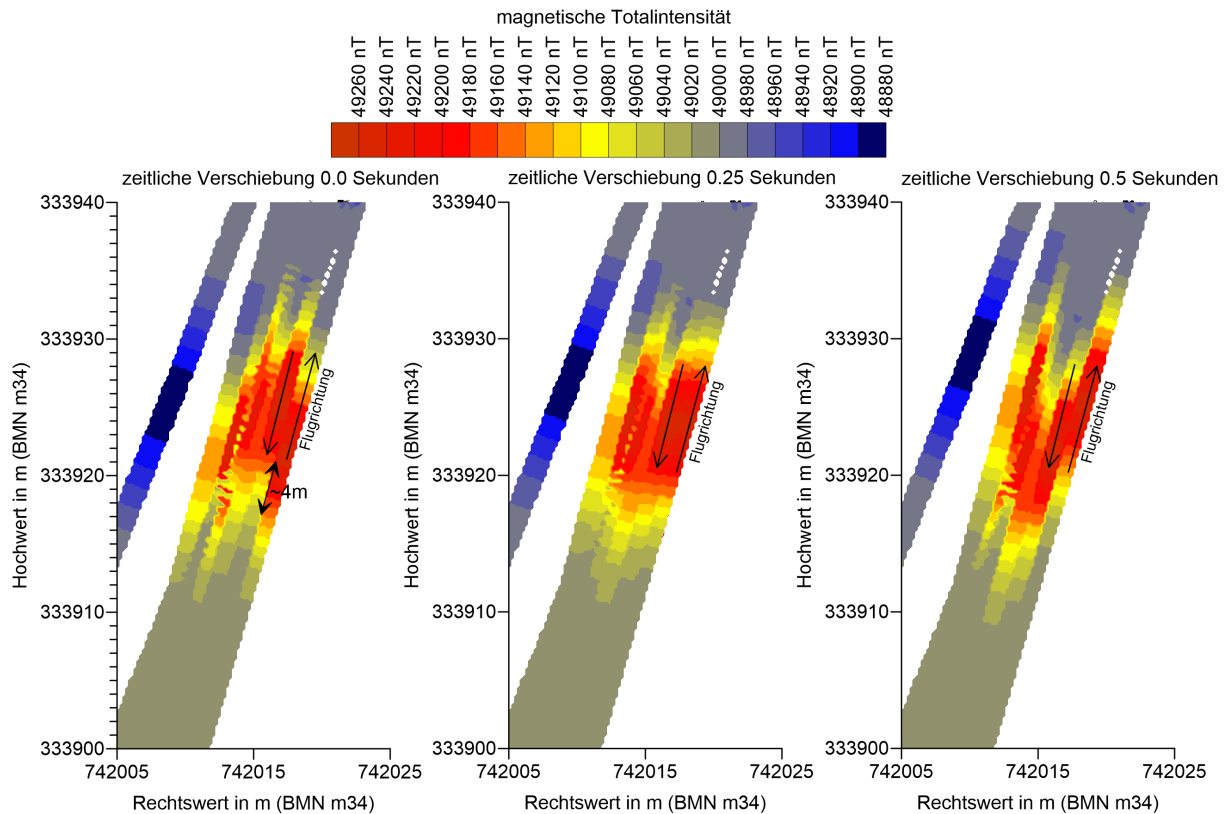 magnetische Totalintensität
49260 nT
49240 nT
49220 nT
49200 nT
49180 nT
49160 nT
49140 nT
49120 nT
49100 nT
49080 nT
49060 nT
49040 nT
49020 nT
49000 nT
48980 nT
48960 nT
48940 nT
48920 nT
48900 nT
48880 nT
zeitliche Verschiebung 0.0 Sekunden
333940
333930
333920
333910
333900
742005
742015
742025
Hochwert in m (BMN m34)
Rechtswert in m (BMN m34)
Flugrichtung
~4m
zeitliche Verschiebung 0.25 Sekunden
333940
333930
333920
333910
333900
742005
742015
742025
Hochwert in m (BMN m34)
Rechtswert in m (BMN m34)
Flugrichtung
zeitliche Verschiebung 0.5 Sekunden
333940
333930
333920
333910
333900
742005
742015
742025
Hochwert in m (BMN m34)
Rechtswert in m (BMN m34)
Flugrichtung